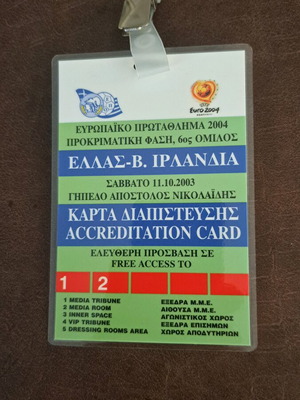 euro2004
ΕΥΡΩΠΑΪΚΟ ΠΡΩΤΑΘΛΗΜΑ 2004
ΠΡΟΚΡΙΜΑΤΙΚΗ ΦΑΣΗ, 6ος ΟΜΙΛΟΣ
ΕΛΛΑΣ-Β. ΙΡΛΑΝΔΙΑ
ΣΑΒΒΑΤΟ 11.10.2003
ΓΗΠΕΔΟ ΑΠΟΣΤΟΛΟΣ ΝΙΚΟΛΑΪΔΗΣ
ΚΑΡΤΑ ΔΙΑΠΙΣΤΕΥΣΗΣ
ACCREDITATION CARD
ΕΛΕΥΘΕΡΗ ΠΡΟΣΒΑΣΗ ΣΕ
FREE ACCESS TO
1 2
1 MEDIA TRIBUNE ΕΞΕΔΡΑ Μ.Μ.Ε.
2 MEDIA ROOM ΑΙΘΟΥΣΑ Μ.Μ.Ε.
3 INNER SPACE ΑΓΩΝΙΣΤΙΚΟΣ ΧΩΡΟΣ
4 VIP TRIBUNE ΕΞΕΔΡΑ ΕΠΙΣΗΜΩΝ
5 DRESSING ROOMS AREA ΧΩΡΟΣ ΑΠΟΔΥΤΗΡΙΩΝ